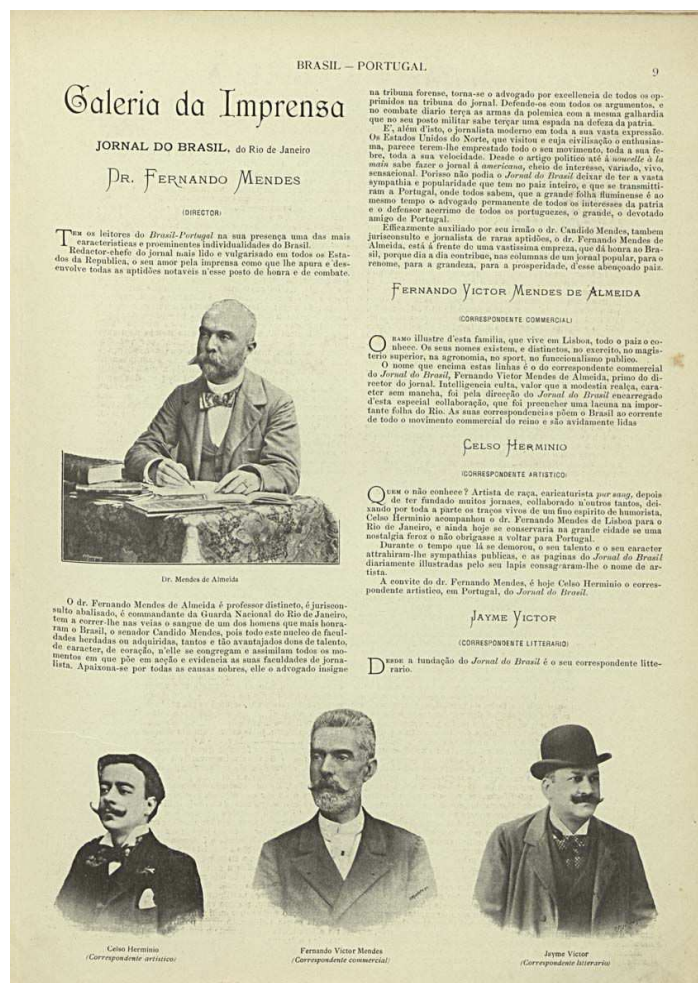 BRASIL — PORTUGAL
9
Galeria da Imprensa
JORNAL DO BRASIL, do Rio de Janeiro
DR. FERNANDO MENDES
(DIRECTOR)
TEM os leitores do Brasil-Portugal na sua presença uma das mais
caracteristicas e proeminentes individualidades do Brasil.
Redactor-chefe do jornal mais lido e vulgarisado em todos os Esta-
dos da Republica, o seu amor pela imprensa como que lhe apura e des-
envolve todas as aptidões notaveis n'esse posto de honra e de combate.
Dr. Mendes de Almeida
O dr. Fernando Mendes de Almeida é professor distincto, é juriscon-
sulto abalisado, é commandante da Guarda Nacional do Rio de Janeiro,
tem a correr-lhe nas veias o sangue de um dos homens que mais honra-
ram o Brasil, o senador Candido Mendes, pois todo este nucleo de facul-
dades herdadas ou adquiridas, tantos e tão avantajados dons de talento,
de caracter, de coração, n'elle se congregam e assimilam todos os mo-
mentos em que põe em acção e evidencia as suas faculdades de jorna-
lista. Apaixona-se por todas as causas nobres, elle o advogado insigne
na tribuna forense, torna-se o advogado por excellencia de todos os op-
primidos na tribuna do jornal. Defende-os com todos os argumentos, e
no combate diario terça as armas da polemica com a mesma galhardia
que no seu posto militar sabe terçar uma espada na defeza da patria.
E', além d'isto, o jornalista moderno em toda a sua vasta expressão.
Os Estados Unidos do Norte, que visitou e cuja civilisação o enthusias-
ma, parece terem-lhe emprestado todo o seu movimento, toda a sua fe-
bre, toda a sua velocidade. Desde o artigo politico até á nouvelle à la
main sabe fazer o jornal á americana, cheio de interesse, variado, vivo,
sensacional. Porisso não podia o Jornal do Brasil deixar de ter a vasta
sympathia e popularidade que tem no paiz inteiro, e que se transmitti-
ram a Portugal, onde todos sabem, que a grande folha fluminense é ao
mesmo tempo o advogado permanente de todos os interesses da patria
e o defensor acerrimo de todos os portuguezes, o grande, o devotado
amigo de Portugal.
Efficazmente auxiliado por seu irmão o dr. Candido Mendes, tambem
jurisconsulto e jornalista de raras aptidões, o dr. Fernando Mendes de
Almeida, está á frente de uma vastissima empreza, que dá honra ao Bra-
sil, porque dia a dia contribue, nas columnas de um jornal popular, para o
renome, para a grandeza, para a prosperidade, d'esse abençoado paiz.
FERNANDO VICTOR MENDES DE ALMEIDA
(CORRESPONDENTE COMMERCIAL)
O RAMO illustre d'esta familia, que vive em Lisboa, todo o paiz o co-
nhece. Os seus nomes existem, e distinctos, no exercito, no magis-
terio superior, na agronomia, no sport, no funccionalismo publico.
O nome que encima estas linhas é o do correspondente commercial
do Jornal do Brasil, Fernando Victor Mendes de Almeida, primo do di-
rector do jornal. Intelligencia culta, valor que a modestia realça, cara-
cter sem mancha, foi pela direcção do Jornal do Brasil encarregado
d'esta especial collaboração, que foi preencher uma lacuna na impor-
tante folha do Rio. As suas correspondencias põem o Brasil ao corrente
de todo o movimento commercial do reino e são avidamente lidas
CELSO HERMINIO
(CORRESPONDENTE ARTISTICO)
QUEM o não conhece? Artista de raça, caricaturista pur sang, depois
de ter fundado muitos jornaes, collaborado n'outros tantos, dei-
xando por toda a parte os traços vivos de um fino espirito de humorista,
Celso Herminio acompanhou o dr. Fernando Mendes de Lisboa para o
Rio de Janeiro, e ainda hoje se conservaria na grande cidade se uma
nostalgia feroz o não obrigasse a voltar para Portugal.
Durante o tempo que lá se demorou, o seu talento e o seu caracter
attrahiram-lhe sympathias publicas, e as paginas do Jornal do Brasil
diariamente illustradas pelo seu lapis consagraram-lhe o nome de ar-
tista.
A convite do dr. Fernando Mendes, é hoje Celso Herminio o corres-
pondente artistico, em Portugal, do Jornal do Brasil.
JAYME VICTOR
(CORRESPONDENTE LITTERARIO)
DESDE a fundação do Jornal do Brasil é o seu correspondente litte-
rario.
Celso Herminio
(Correspondente artistico)
Fernando Victor Mendes
(Correspondente commercial)
Jayme Victor
(Correspondente litterario)